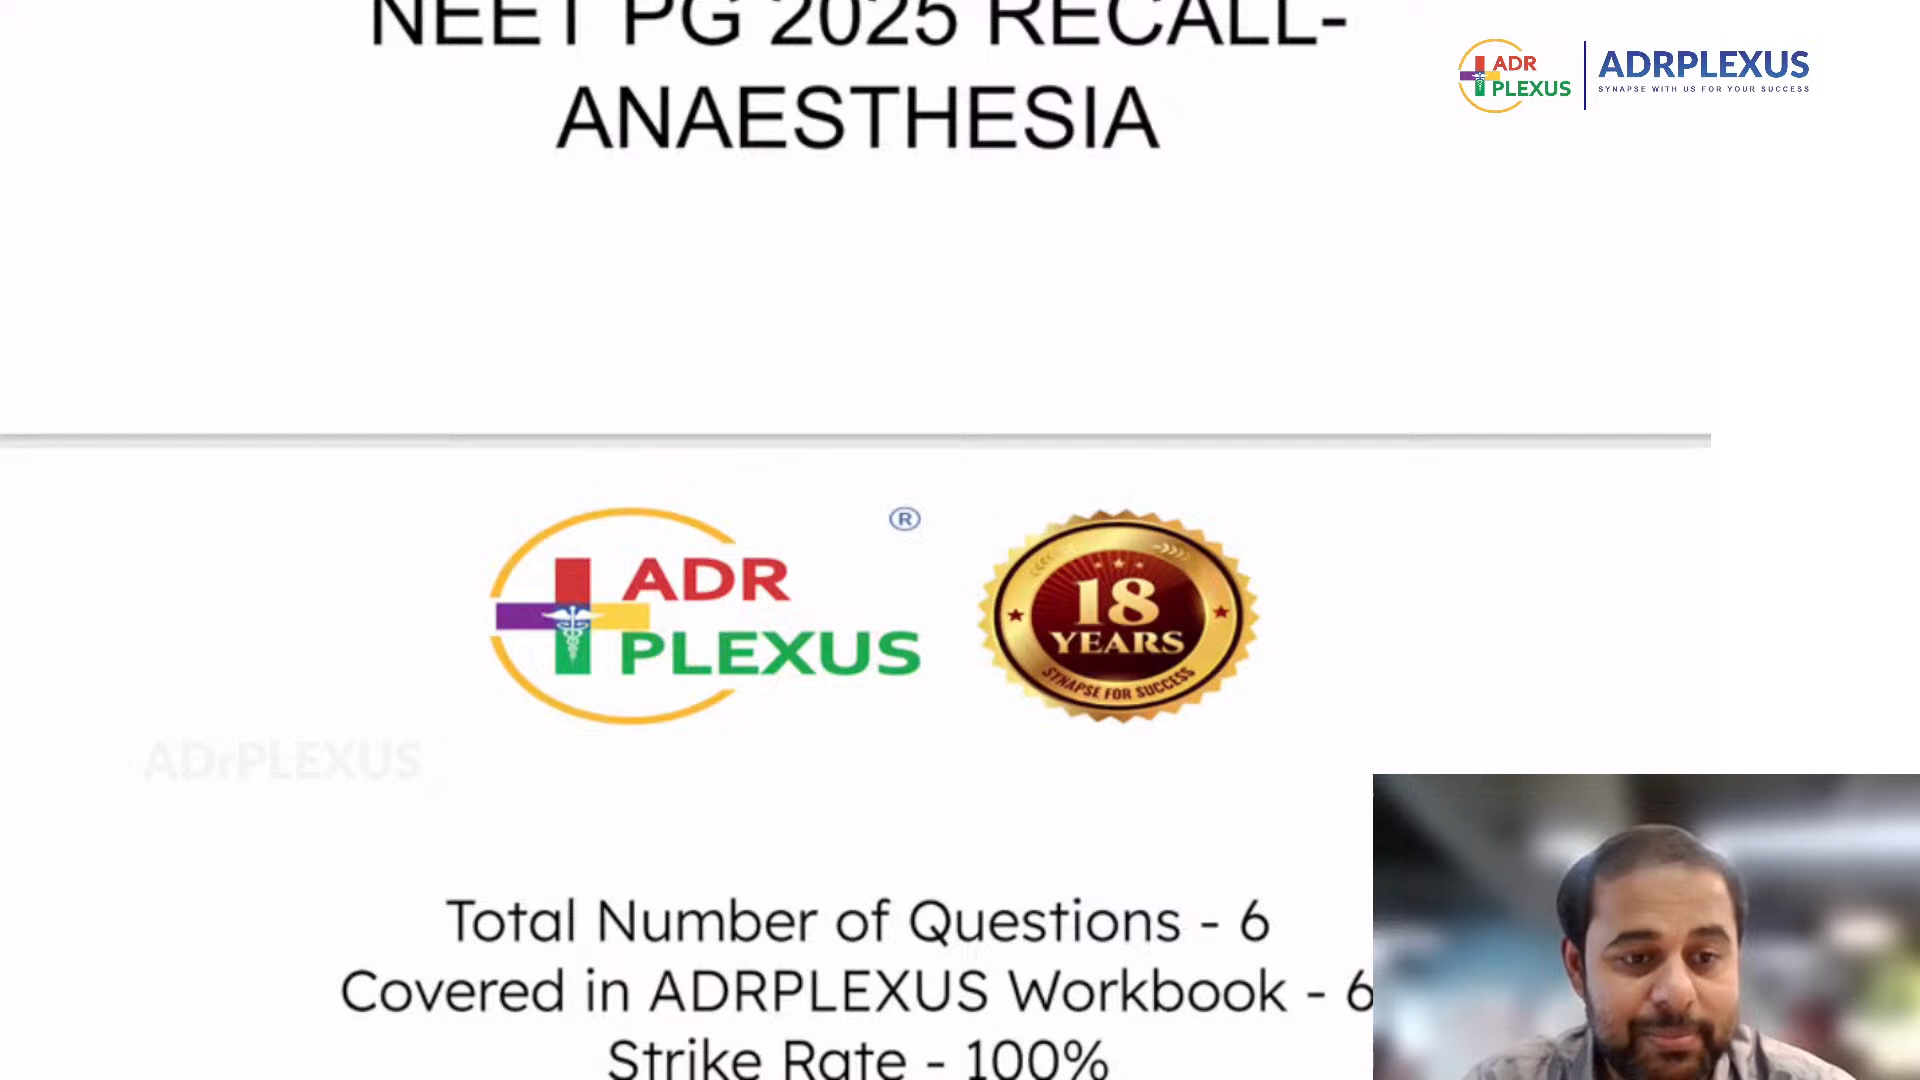 NEET PG 2025 RECALL-
ANAESTHESIA
ADR
PLEXUS
ADRPLEXUS
SYNAPSE WITH US FOR YOUR SUCCESS
ADR
PLEXUS
®
18
YEARS
SYNAPSE FOR SUCCESS
ADrPLEXUS
Total Number of Questions - 6
Covered in ADRPLEXUS Workbook - 6
Strike Rate - 100%